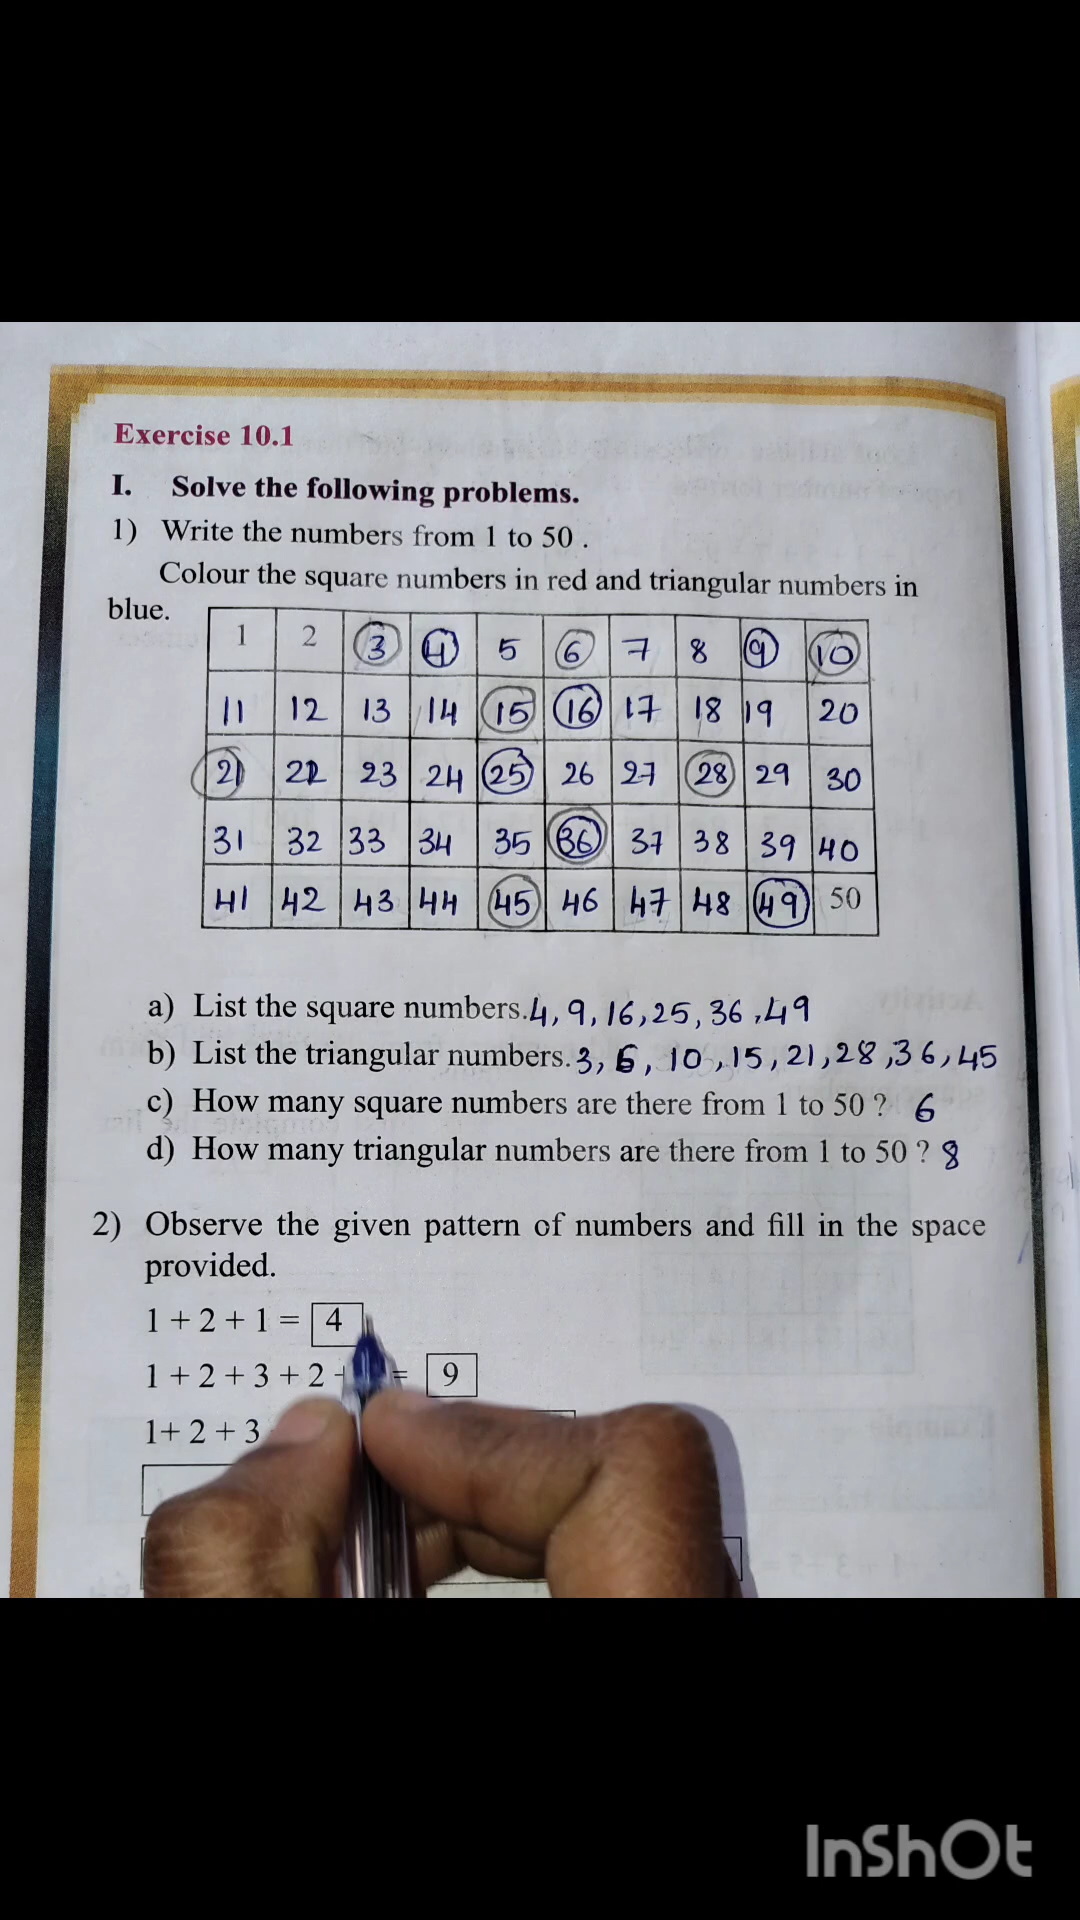 Exercise 10.1
I. Solve the following problems.
1) Write the numbers from 1 to 50 .
Colour the square numbers in red and triangular numbers in
blue.
1 2 3 4 5 6 7 8 9 10
11 12 13 14 15 16 17 18 19 20
21 22 23 24 25 26 27 28 29 30
31 32 33 34 35 36 37 38 39 40
41 42 43 44 45 46 47 48 49 50
a) List the square numbers. 4, 9, 16, 25, 36, 49
b) List the triangular numbers. 3, 6, 10, 15, 21, 28, 36, 45
c) How many square numbers are there from 1 to 50 ? 6
d) How many triangular numbers are there from 1 to 50 ? 8
2) Observe the given pattern of numbers and fill in the space
provided.
1 + 2 + 1 = 4
1 + 2 + 3 + 2 = 9
1+ 2 + 3
InShOt